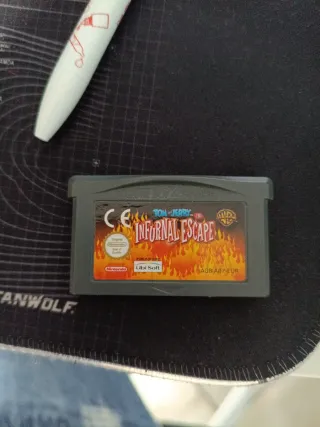 CE
TOM and JERRY IN
INFURNAL ESCAPE
Nintendo
Ubi Soft
TANWOLF.